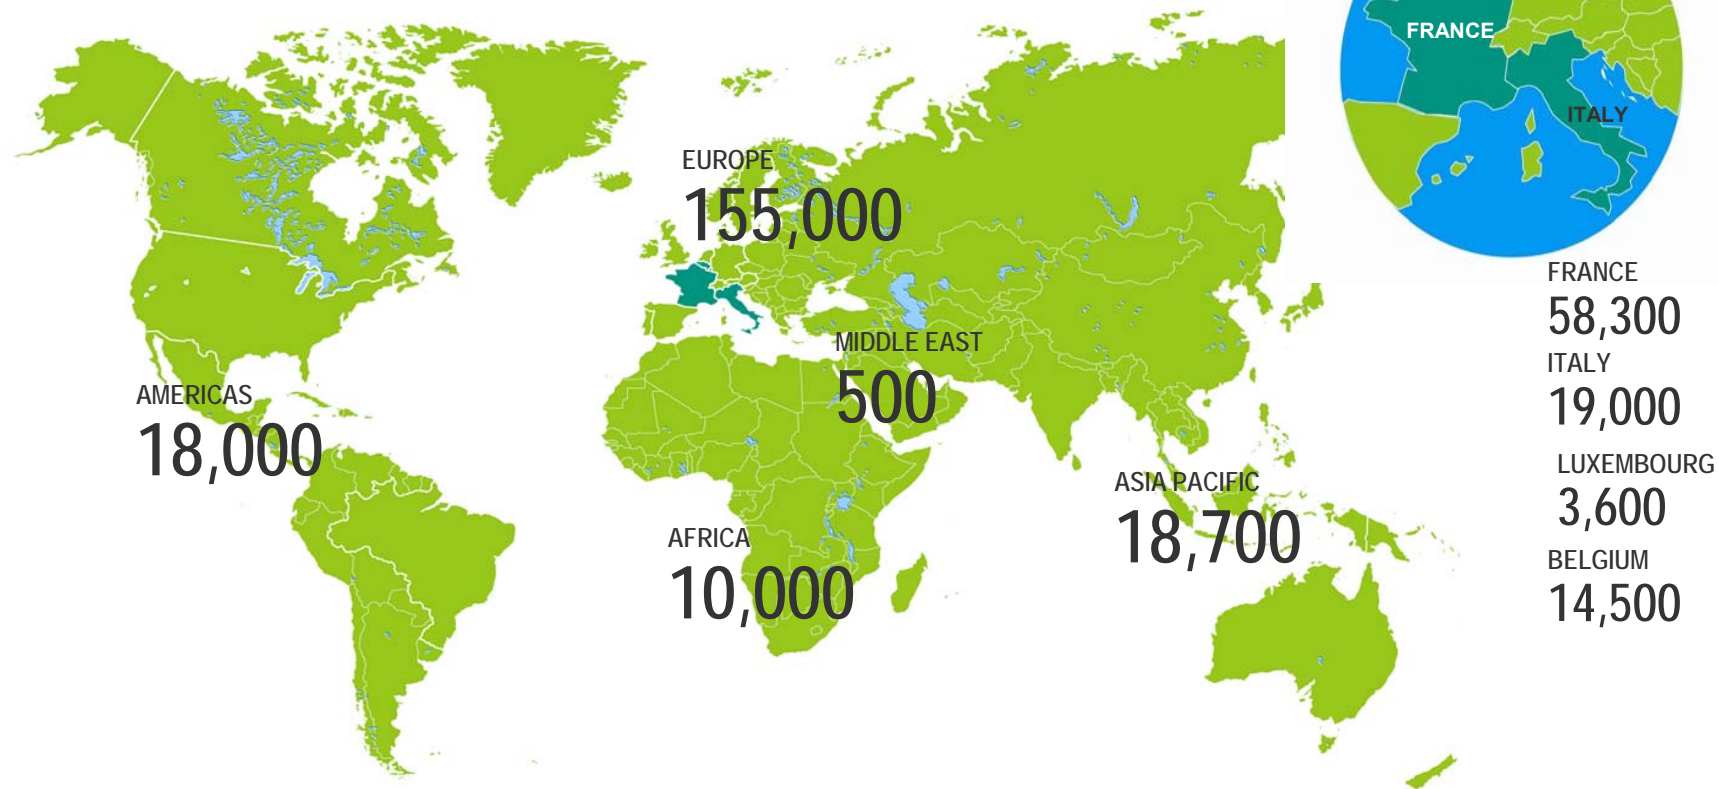 FRANCE
ITALY
EUROPE
155,000
MIDDLE EAST
500
AMERICAS
18,000
AFRICA
10,000
ASIA PACIFIC
18,700
FRANCE
58,300
ITALY
19,000
LUXEMBOURG
3,600
BELGIUM
14,500